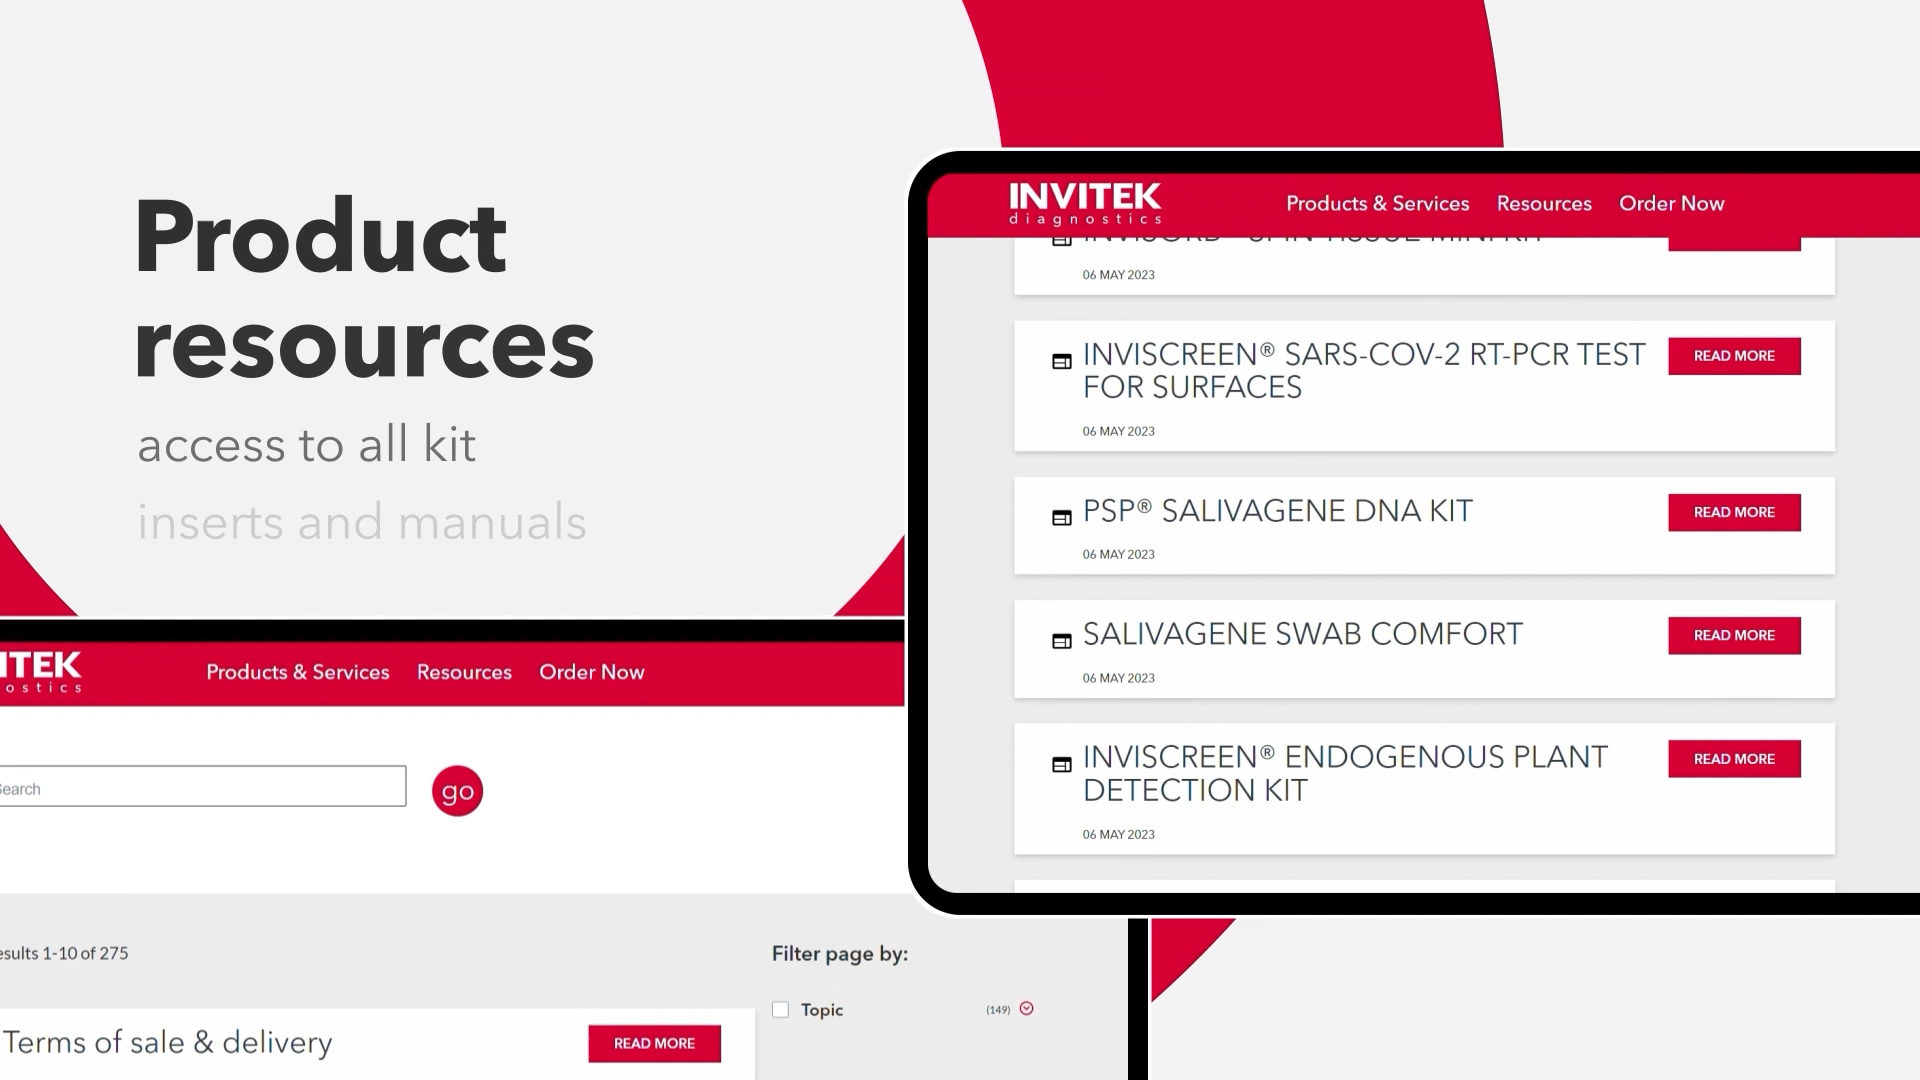 Product
resources
access to all kit
inserts and manuals
INVITEK
diagnostics
Products & Services
Resources
Order Now
06 MAY 2023
INVISCREEN® SARS-COV-2 RT-PCR TEST
FOR SURFACES
READ MORE
06 MAY 2023
PSP® SALIVAGENE DNA KIT
READ MORE
06 MAY 2023
SALIVAGENE SWAB COMFORT
READ MORE
06 MAY 2023
INVISCREEN® ENDOGENOUS PLANT
DETECTION KIT
READ MORE
06 MAY 2023
ITEK
ostics
Products & Services
Resources
Order Now
Search
go
esults 1-10 of 275
Filter page by:
Topic
(149)
Terms of sale & delivery
READ MORE